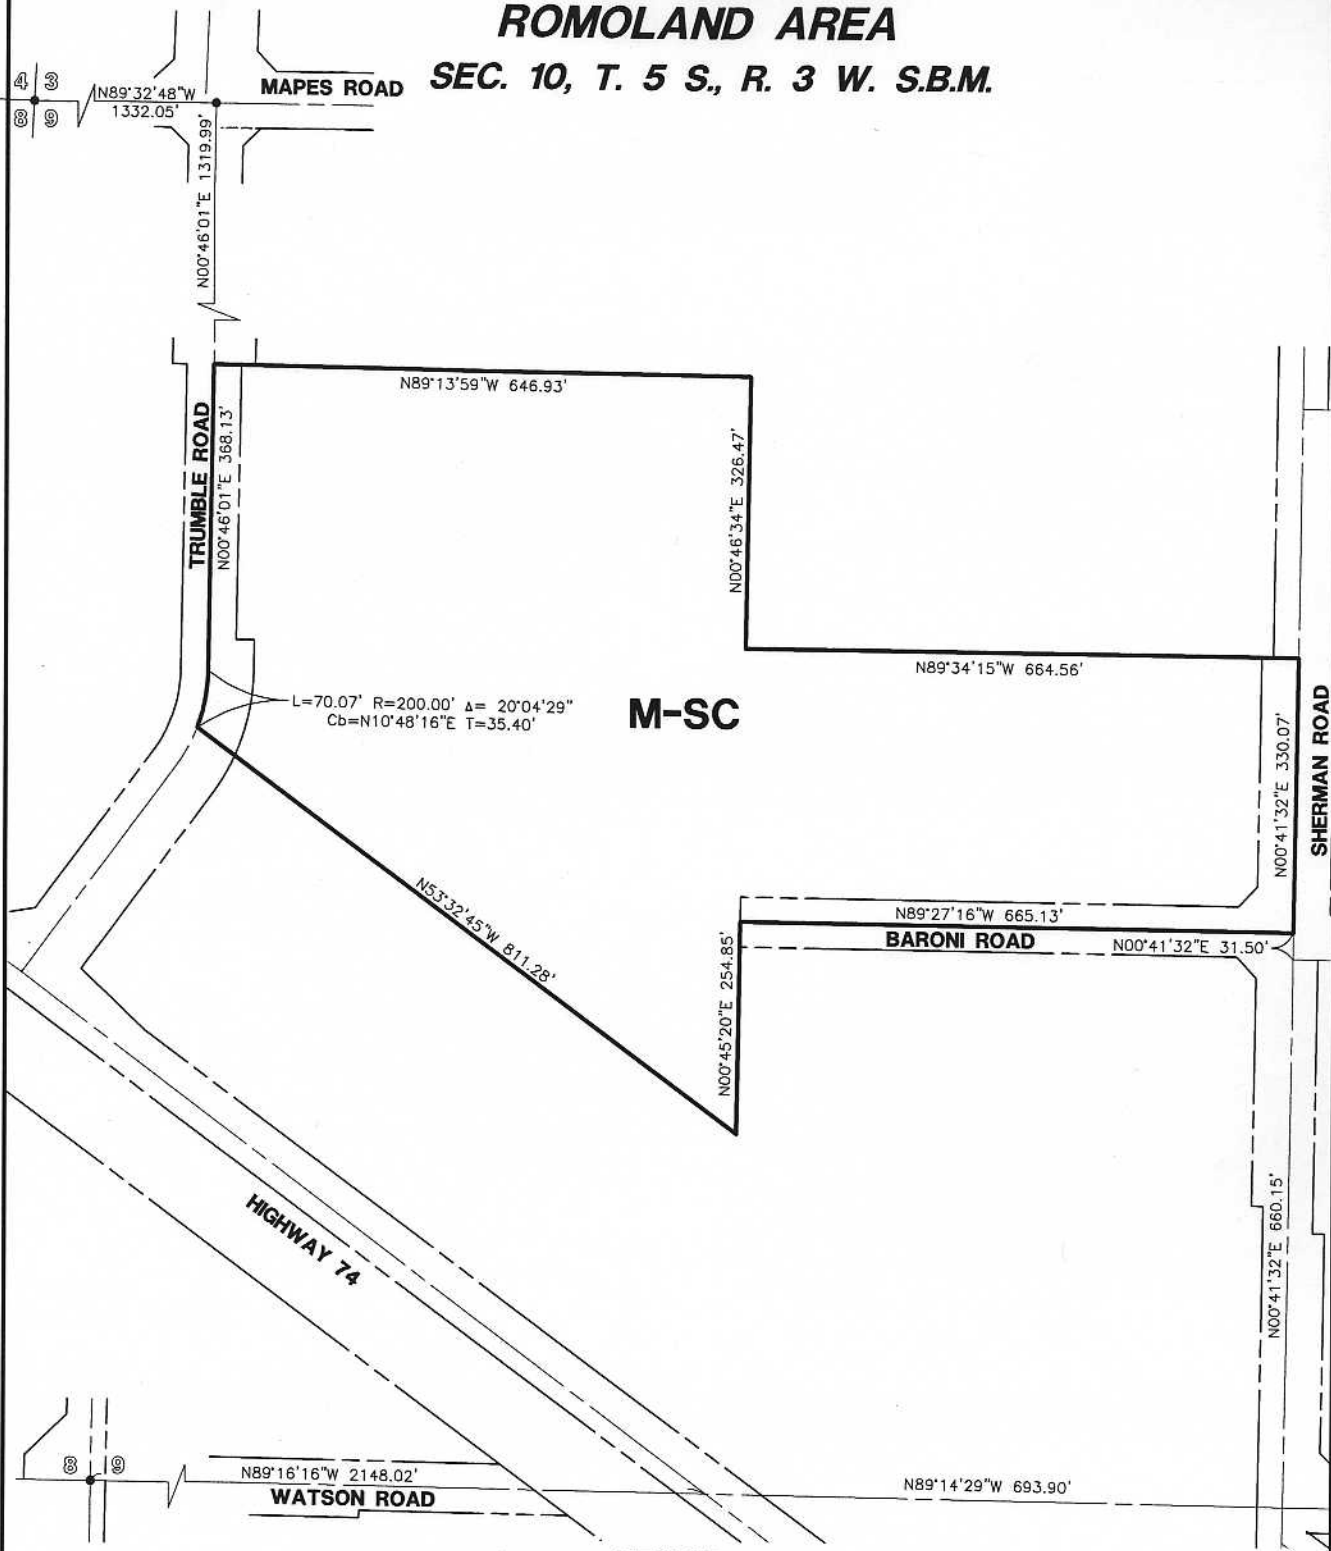 ROMOLAND AREA
SEC. 10, T. 5 S., R. 3 W. S.B.M.
4 3
8 9
N89°32'48"W
1332.05'
MAPES ROAD
N00°46'01"E 1319.99'
N89°13'59"W 646.93'
TRUMBLE ROAD
N00°46'01"E 368.13'
N00°46'34"E 326.47'
N89°34'15"W 664.56'
L=70.07' R=200.00' Δ= 20°04'29"
Cb=N10°48'16"E T=35.40'
M-SC
N00°41'32"E 330.07'
SHERMAN ROAD
N53°32'45"W 811.28'
N89°27'16"W 665.13'
BARONI ROAD
N00°41'32"E 31.50'
N00°45'20"E 254.85'
HIGHWAY 74
N00°41'32"E 660.15'
8 9
N89°16'16"W 2148.02'
WATSON ROAD
N89°14'29"W 693.90'